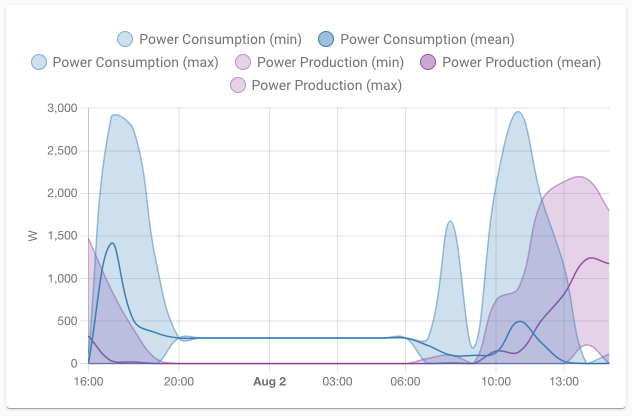 Power Consumption (min) Power Consumption (mean)
Power Consumption (max) Power Production (min) Power Production (mean)
Power Production (max)
3,000
2,500
2,000
W
1,500
1,000
500
0
16:00 20:00 Aug 2 03:00 06:00 10:00 13:00